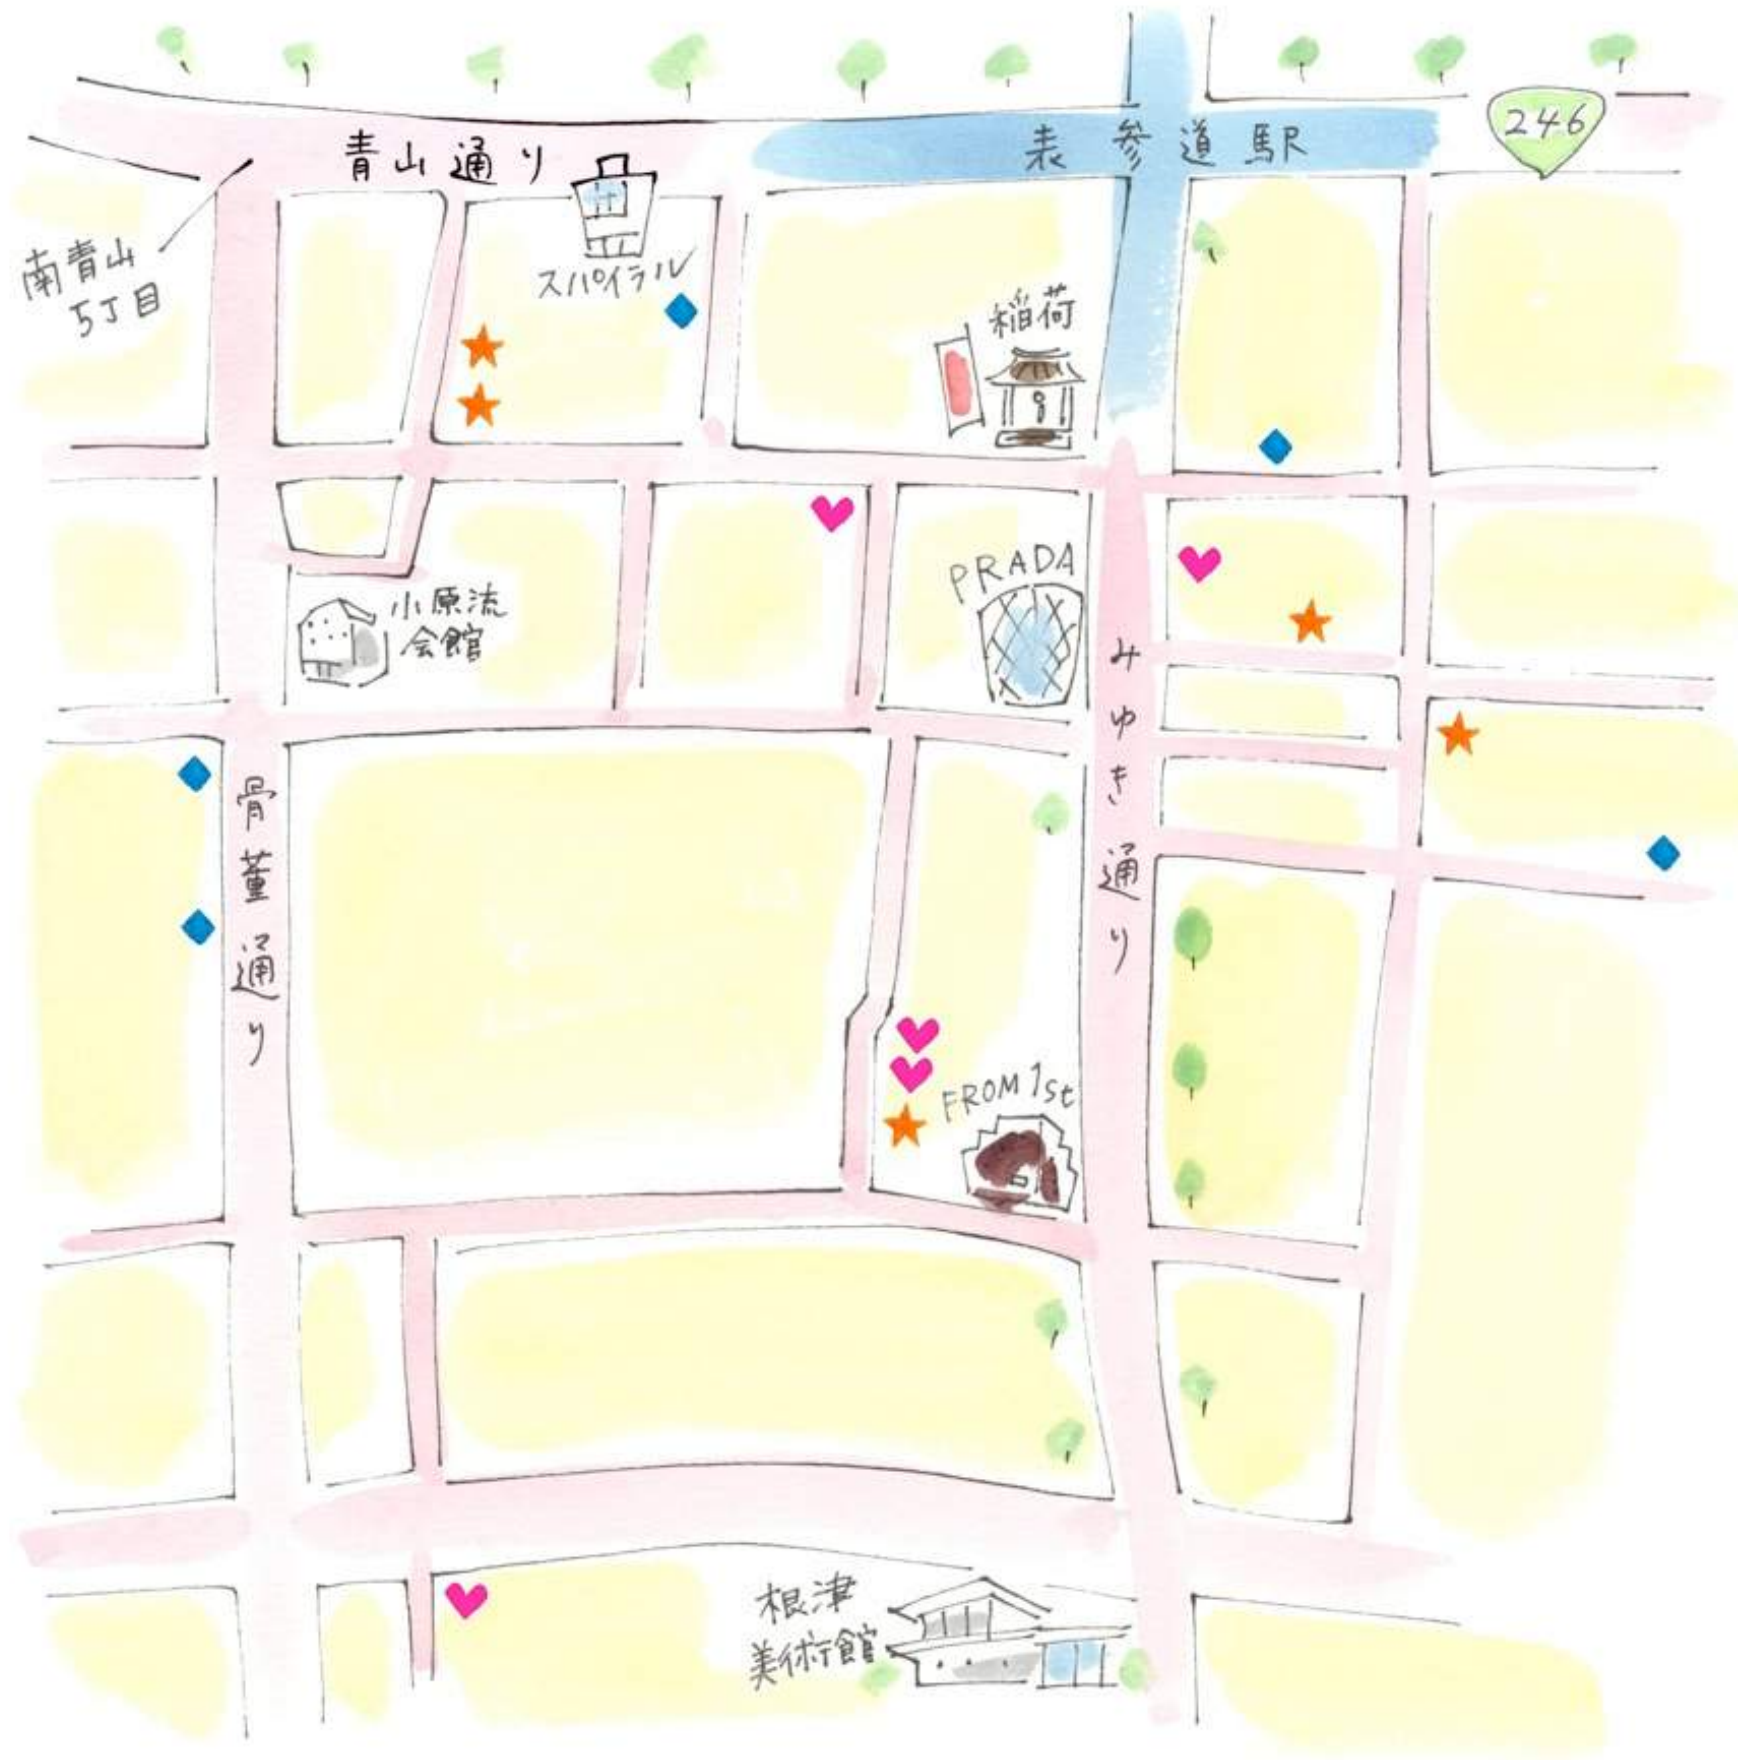 青山通り
表参道駅
246
南青山
5丁目
スパイラル
稲荷
PRADA
小原流
会館
みゆき通り
骨董通り
FROM 1st
根津
美術館